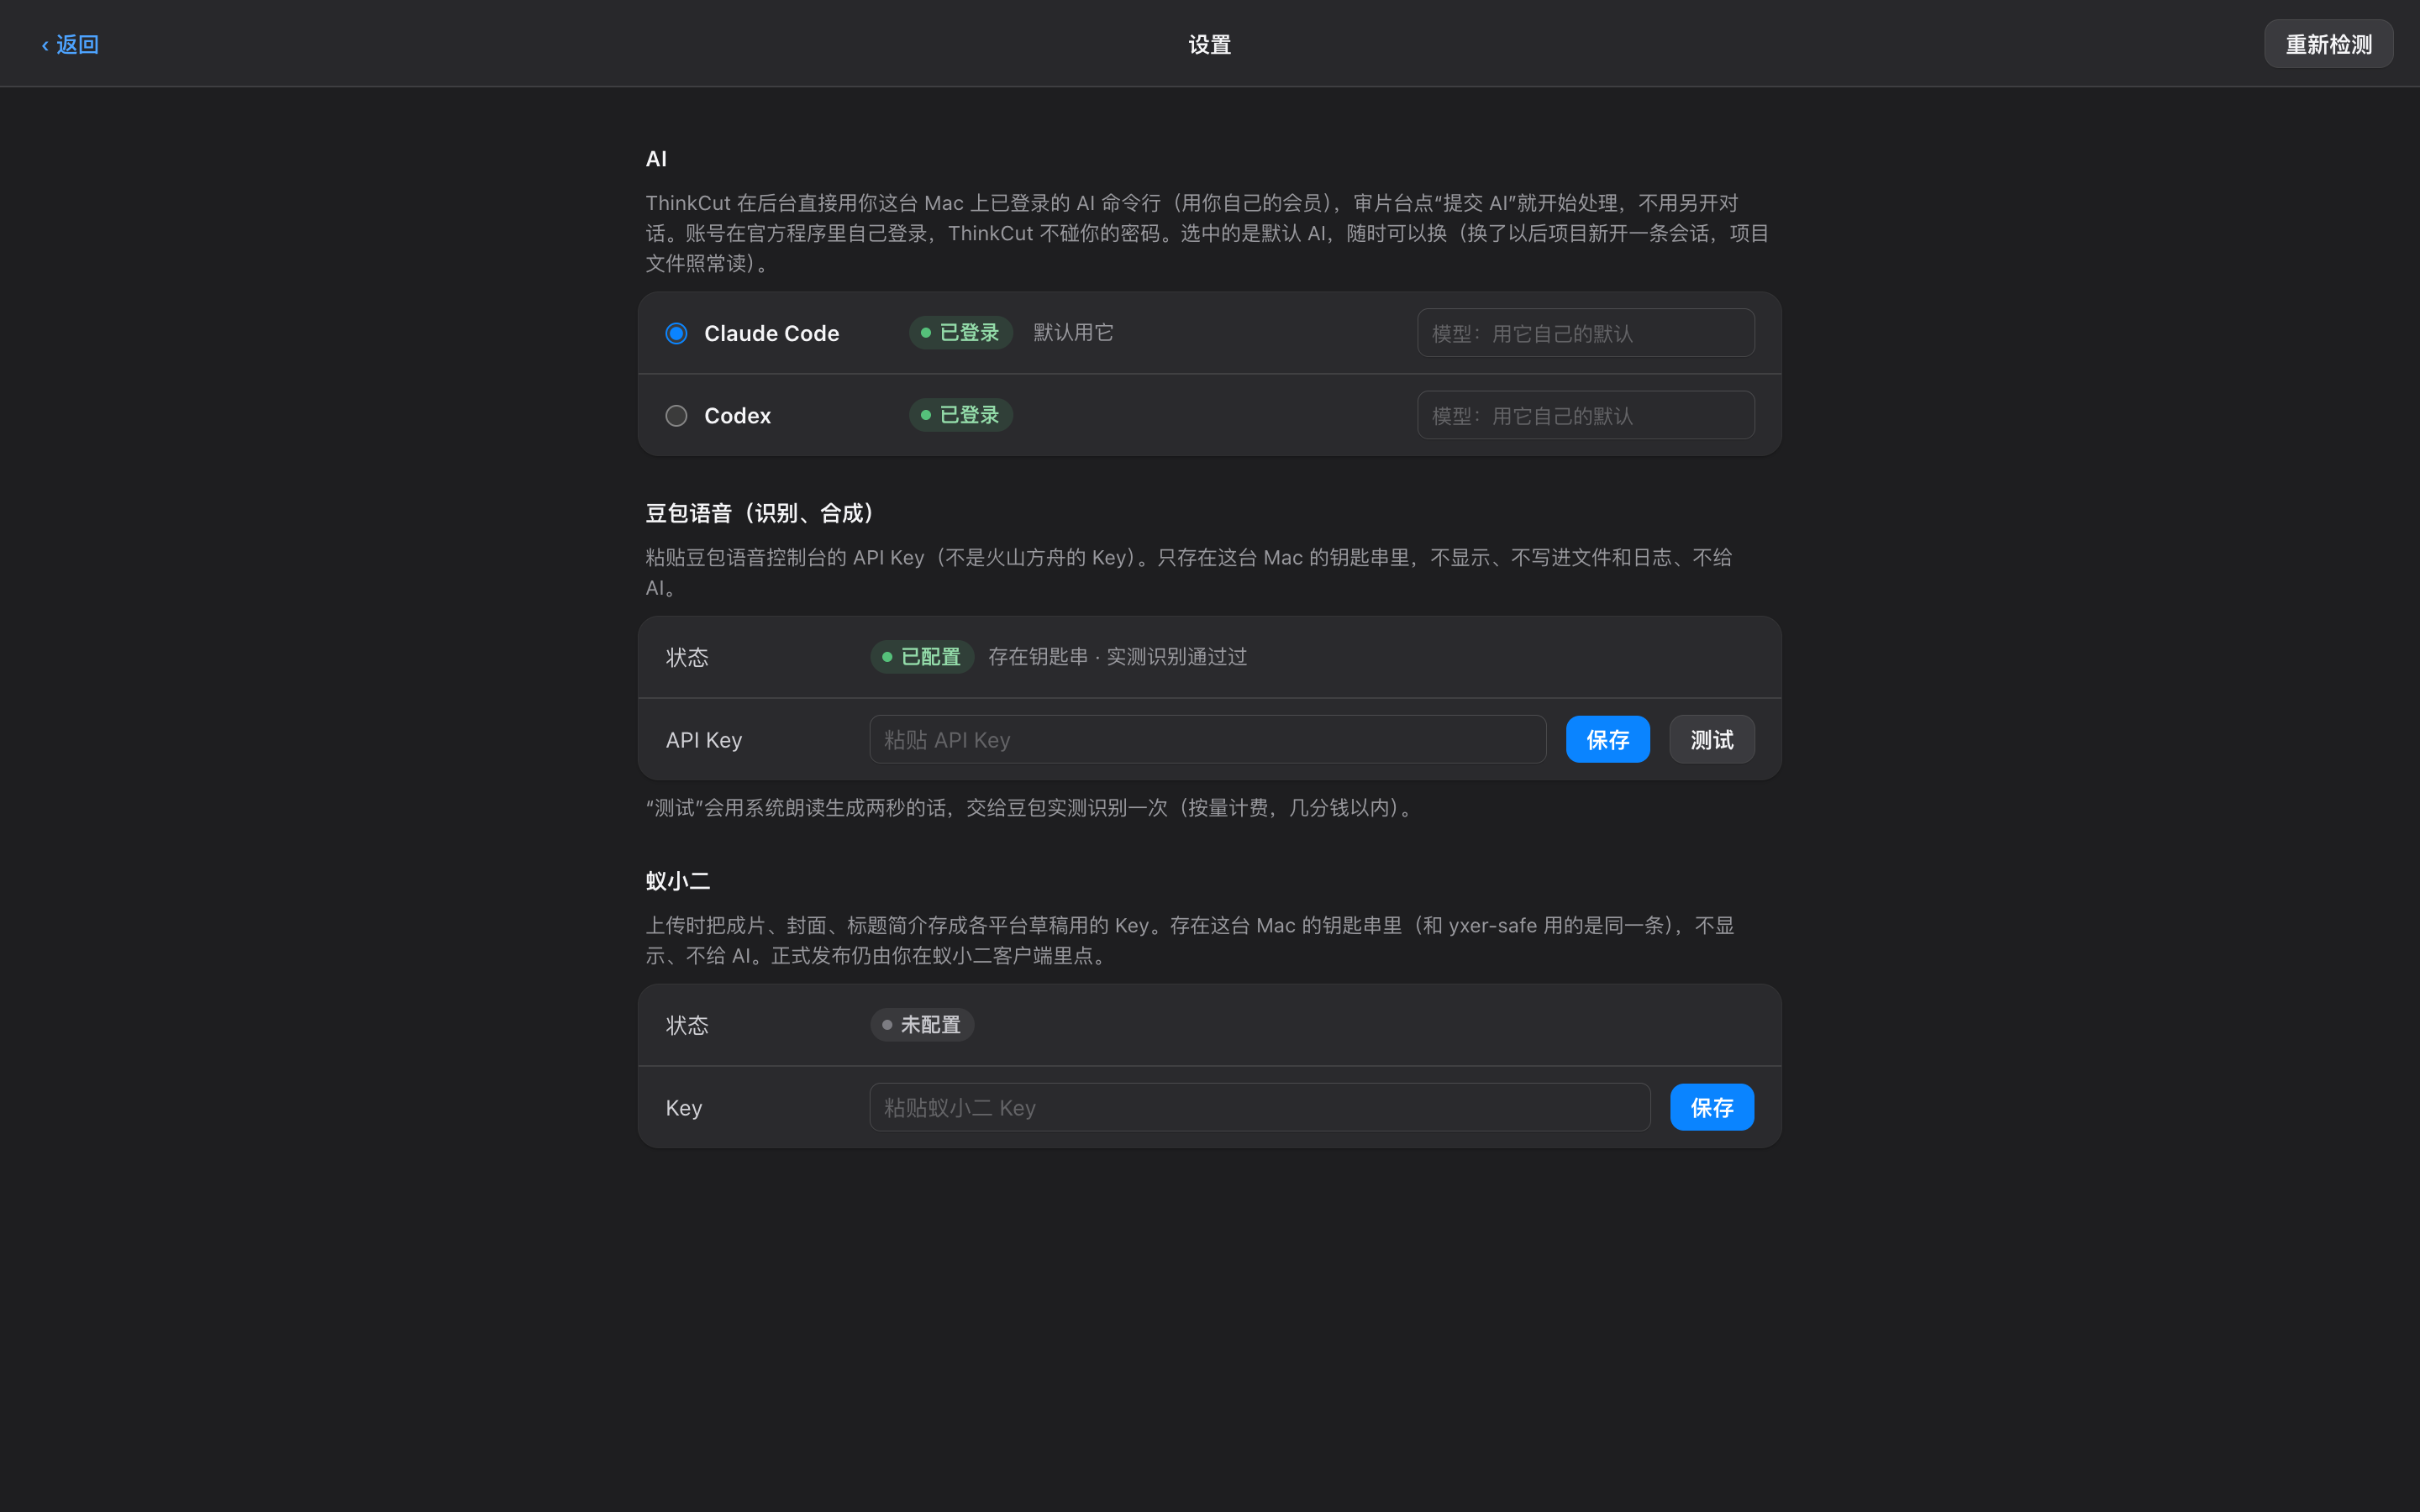 ‹ 返回
设置
重新检测
AI
ThinkCut 在后台直接用你这台 Mac 上已登录的 AI 命令行（用你自己的会员），审片台点“提交 AI”就开始处理，不用另开对
话。账号在官方程序里自己登录，ThinkCut 不碰你的密码。选中的是默认 AI，随时可以换（换了以后项目新开一条会话，项目
文件照常读）。
Claude Code 已登录 默认用它 模型：用它自己的默认
Codex 已登录 模型：用它自己的默认
豆包语音（识别、合成）
粘贴豆包语音控制台的 API Key（不是火山方舟的 Key）。只存在这台 Mac 的钥匙串里，不显示、不写进文件和日志、不给
AI。
状态 已配置 存在钥匙串 · 实测识别通过过
API Key 粘贴 API Key 保存 测试
“测试”会用系统朗读生成两秒的话，交给豆包实测识别一次（按量计费，几分钱以内）。
蚁小二
上传时把成片、封面、标题简介存成各平台草稿用的 Key。存在这台 Mac 的钥匙串里（和 yxer-safe 用的是同一条），不显
示、不给 AI。正式发布仍由你在蚁小二客户端里点。
状态 未配置
Key 粘贴蚁小二 Key 保存